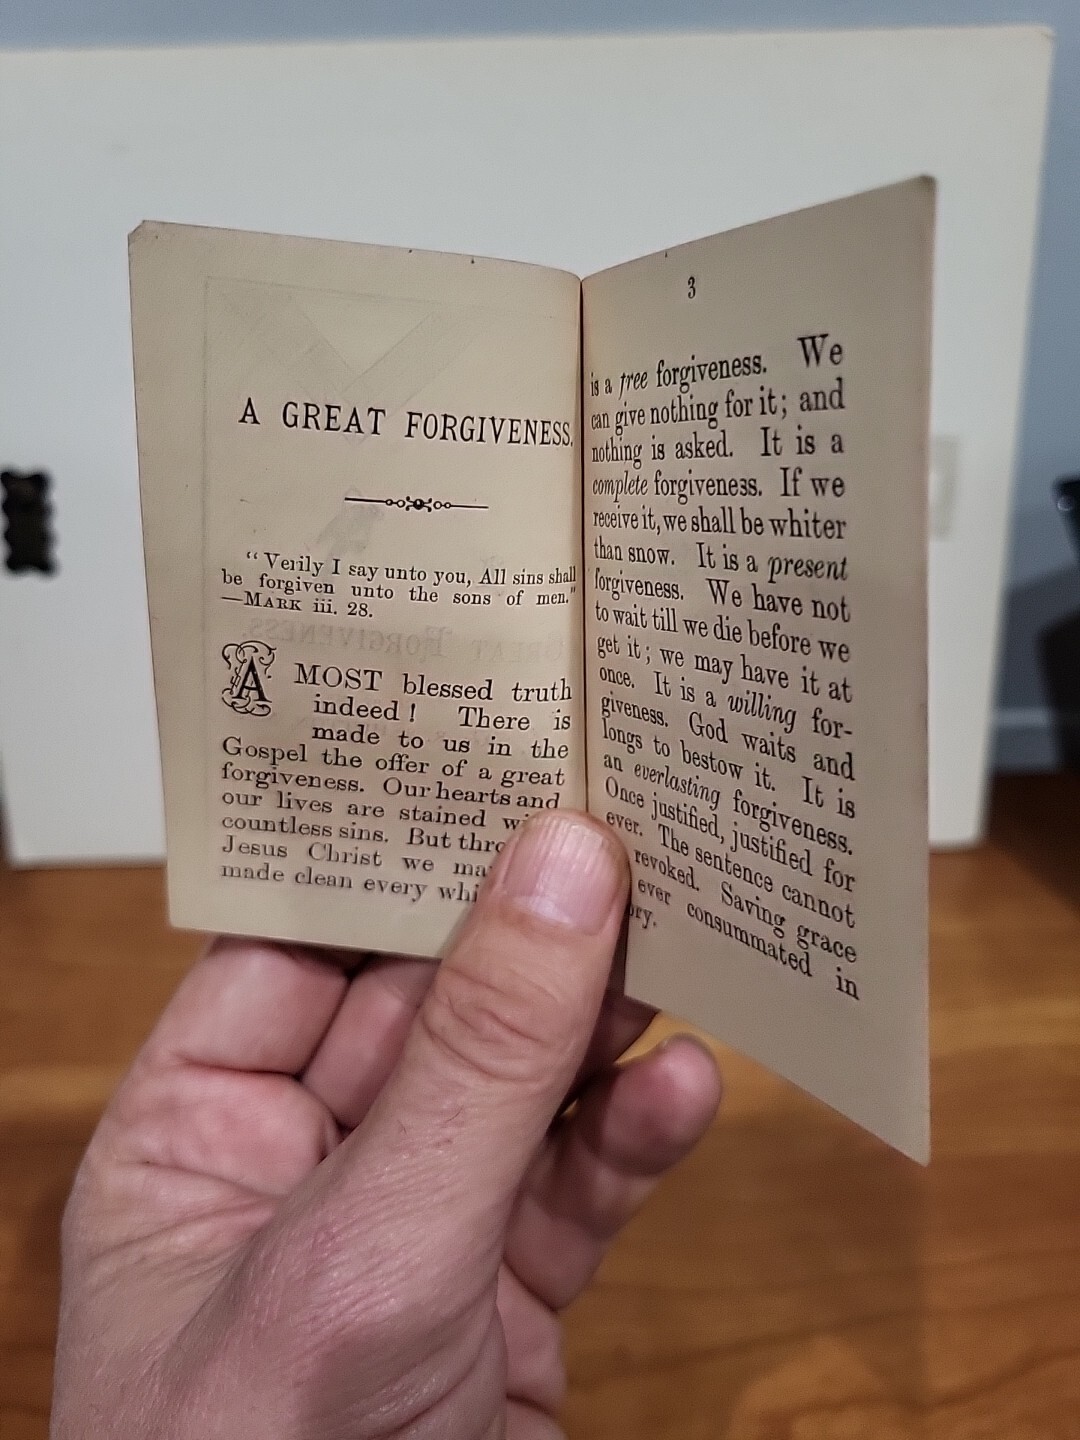 A GREAT FORGIVENESS.
"Verily I say unto you, All sins shall
be forgiven unto the sons of men."
—MARK iii. 28.
A MOST blessed truth
indeed! There is
made to us in the
Gospel the offer of a great
forgiveness. Our hearts and
our lives are stained
countless sins. But
Jesus Christ we
made clean every
3
is a free forgiveness. We
can give nothing for it; and
nothing is asked. It is a
complete forgiveness. If we
receive it, we shall be whiter
than snow. It is a present
forgiveness. We have not
to wait till we die before we
get it; we may have it at
once. It is a willing for-
giveness. God waits and
longs to bestow it. It is
an everlasting forgiveness.
Once justified, justified for
ever. The sentence cannot
revoked. Saving grace
ever consummated in